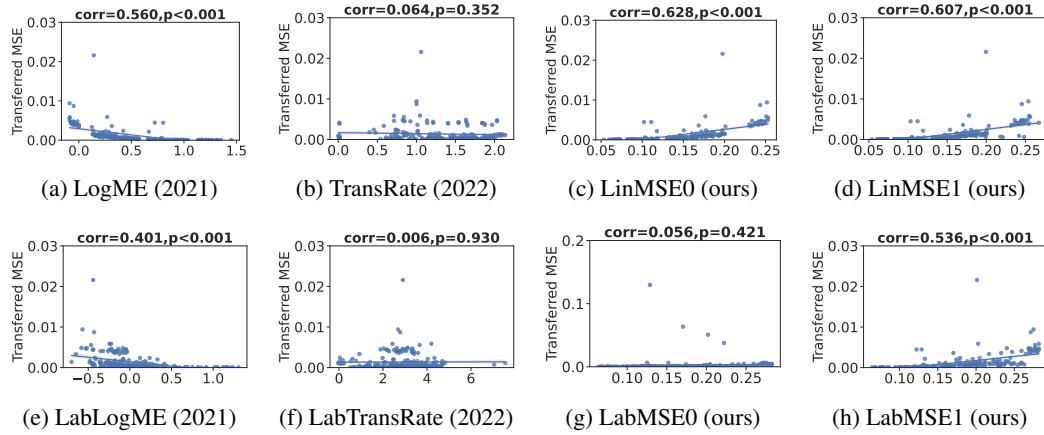 corr=0.560,p<0.001
Transferred MSE
0.03
0.02
0.01
0.00
0.0 0.5 1.0 1.5
(a) LogME (2021)
corr=0.064,p=0.352
Transferred MSE
0.03
0.02
0.01
0.00
0.0 0.5 1.0 1.5 2.0
(b) TransRate (2022)
corr=0.628,p<0.001
Transferred MSE
0.03
0.02
0.01
0.00
0.05 0.10 0.15 0.20 0.25
(c) LinMSE0 (ours)
corr=0.607,p<0.001
Transferred MSE
0.03
0.02
0.01
0.00
0.05 0.10 0.15 0.20 0.25
(d) LinMSE1 (ours)
corr=0.401,p<0.001
Transferred MSE
0.03
0.02
0.01
0.00
−0.5 0.0 0.5 1.0
(e) LabLogME (2021)
corr=0.006,p=0.930
Transferred MSE
0.03
0.02
0.01
0.00
0 2 4 6
(f) LabTransRate (2022)
corr=0.056,p=0.421
Transferred MSE
0.2
0.1
0.0
0.10 0.15 0.20 0.25
(g) LabMSE0 (ours)
corr=0.536,p<0.001
Transferred MSE
0.03
0.02
0.01
0.00
0.10 0.15 0.20 0.25
(h) LabMSE1 (ours)